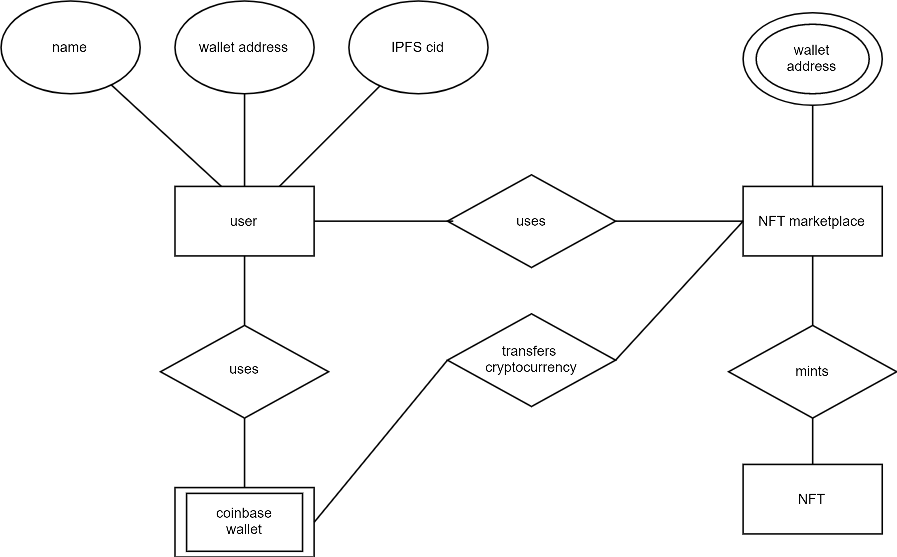 name
wallet address
IPFS cid
wallet
address
user
uses
NFT marketplace
uses
transfers
cryptocurrency
mints
coinbase
wallet
NFT